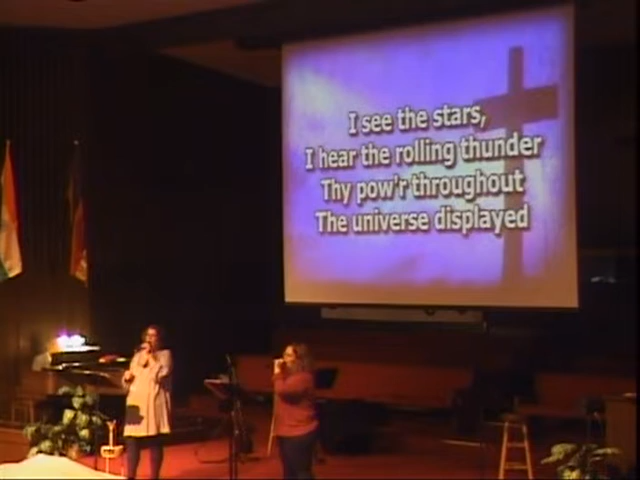 I see the stars,
I hear the rolling thunder
Thy pow'r throughout
The universe displayed